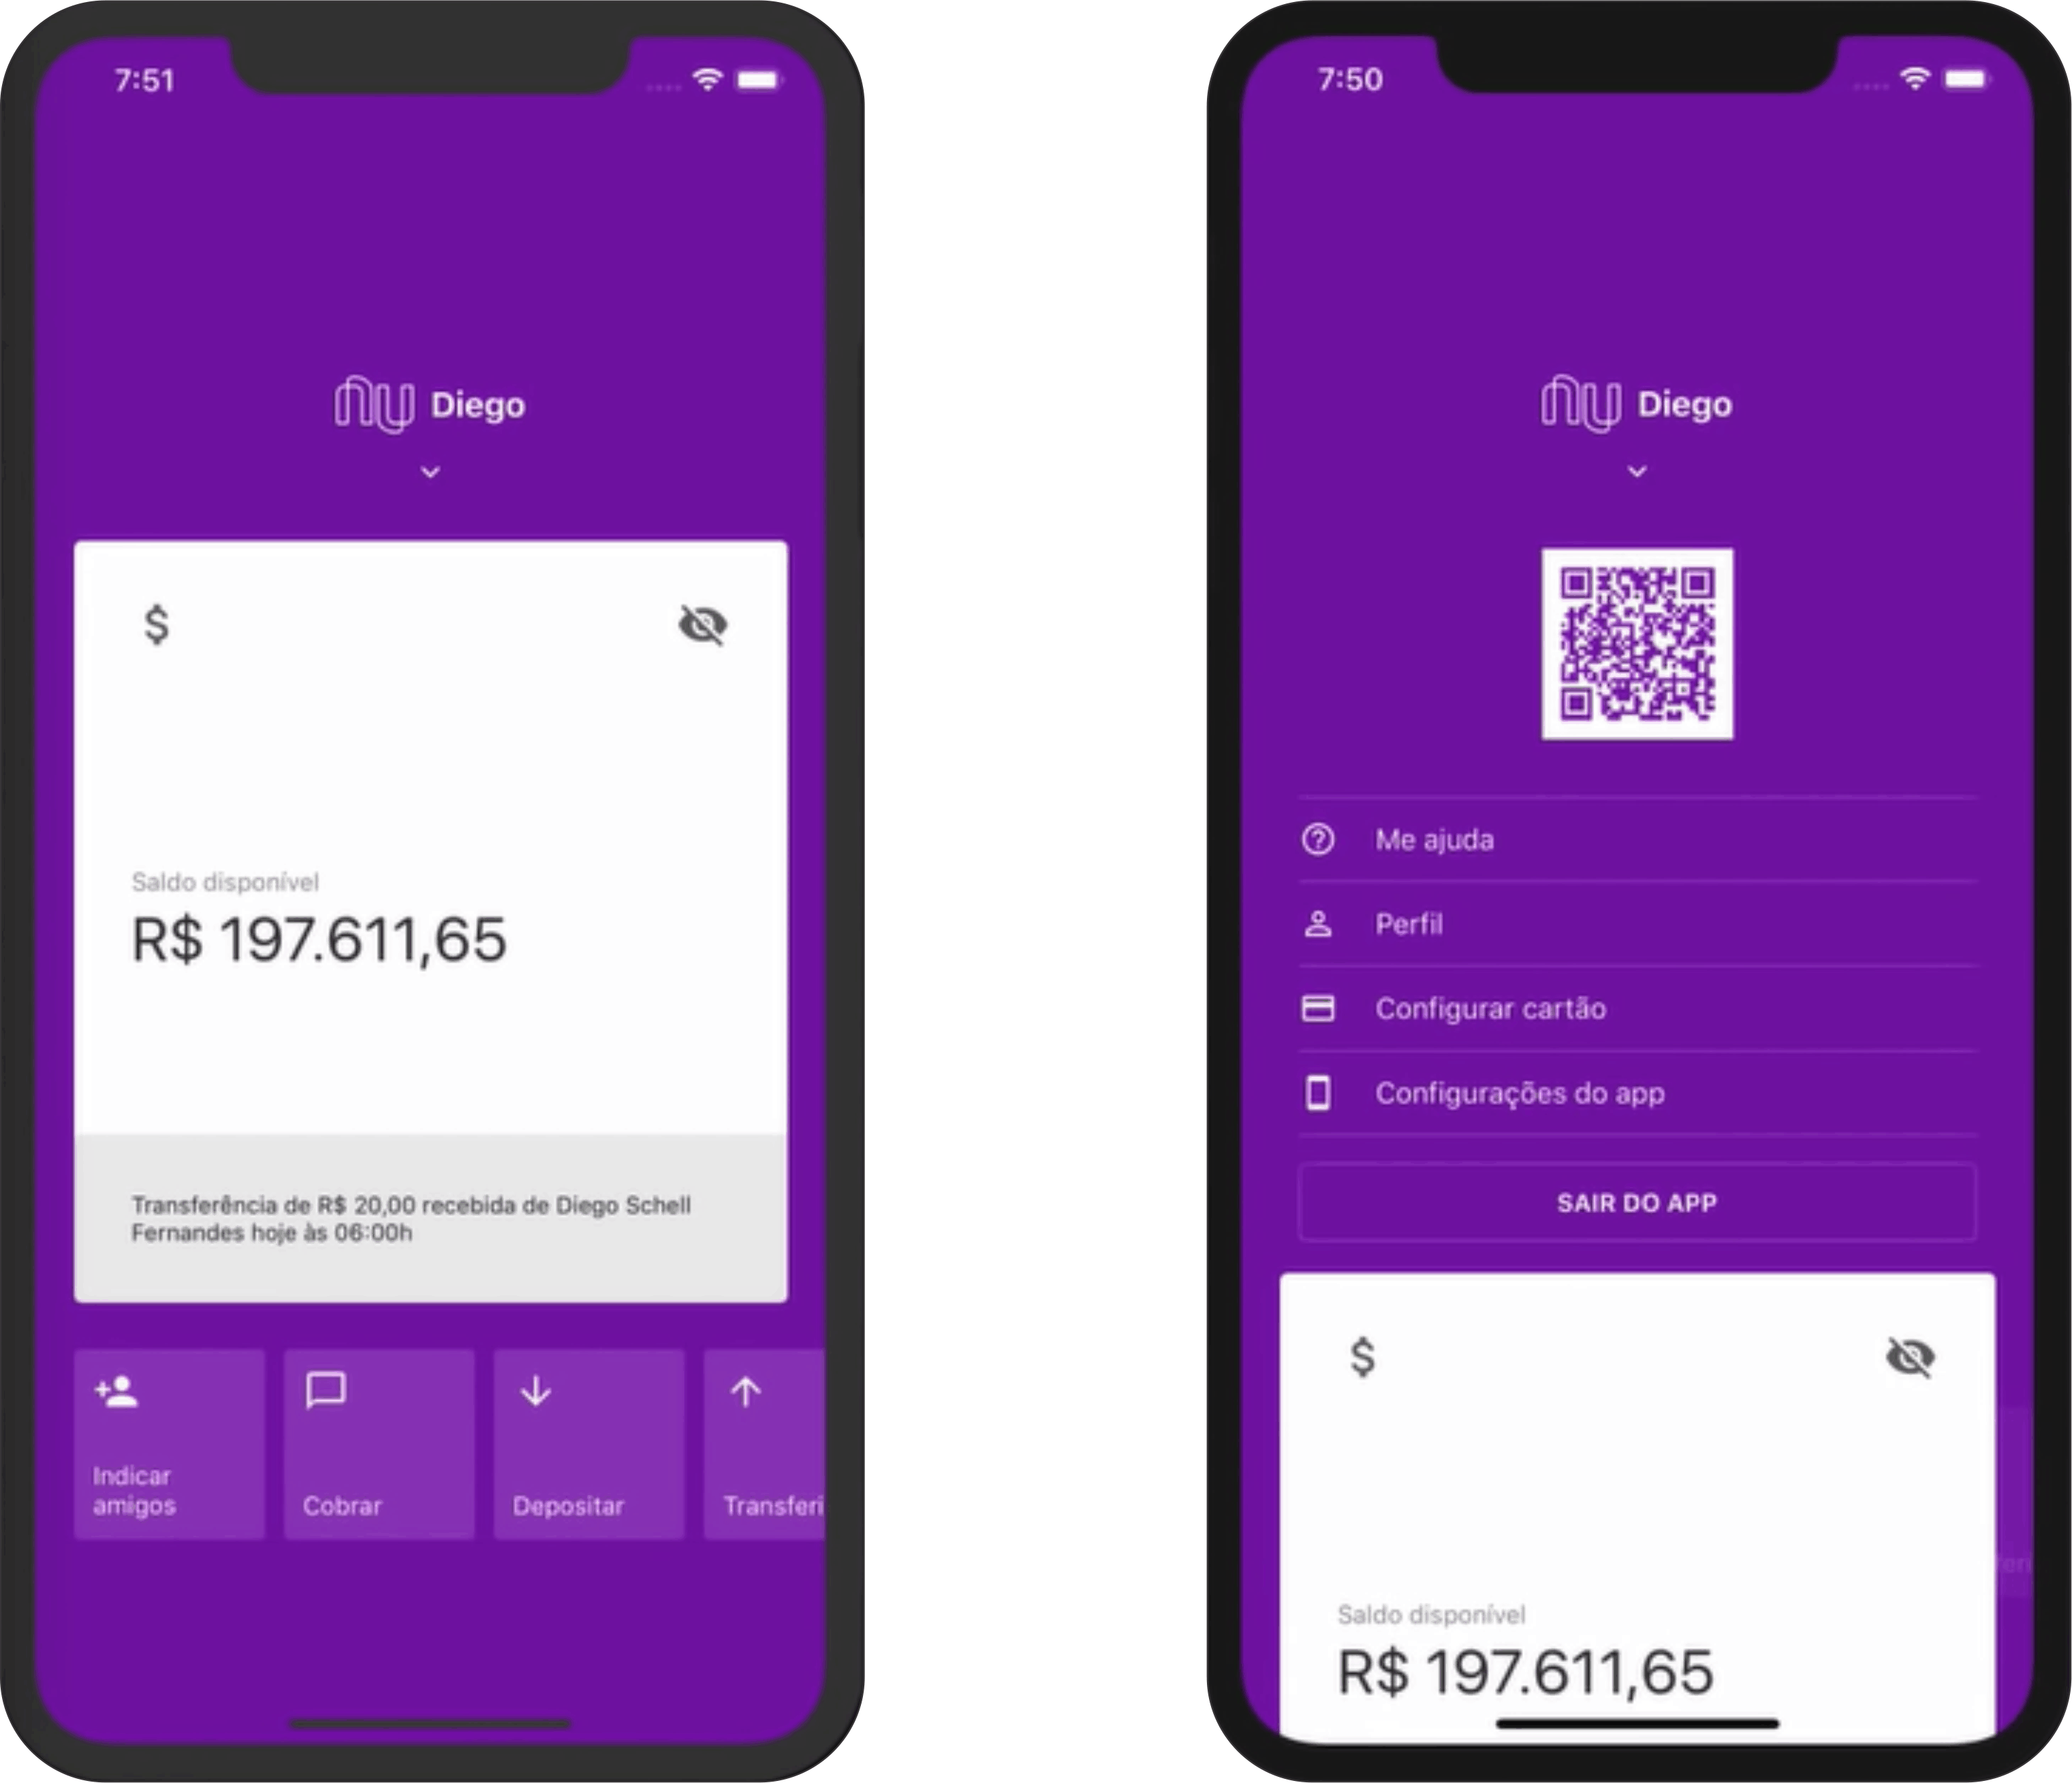 7:51
nu Diego
$
Saldo disponível
R$ 197.611,65
Transferência de R$ 20,00 recebida de Diego Schell
Fernandes hoje às 06:00h
Indicar
amigos
Cobrar
Depositar
Transferi
7:50
nu Diego
Me ajuda
Perfil
Configurar cartão
Configurações do app
SAIR DO APP
$
Saldo disponível
R$ 197.611,65